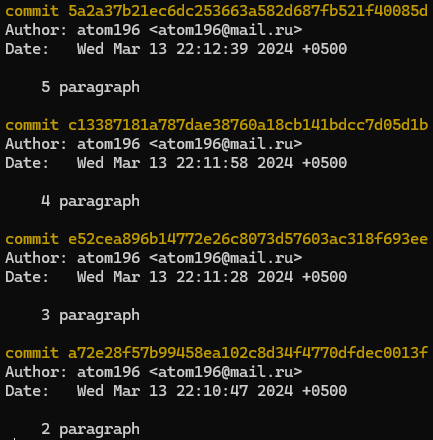 commit 5a2a37b21ec6dc253663a582d687fb521f40085d
Author: atom196 <atom196@mail.ru>
Date:   Wed Mar 13 22:12:39 2024 +0500
5 paragraph
commit c13387181a787dae38760a18cb141bdcc7d05d1b
Author: atom196 <atom196@mail.ru>
Date:   Wed Mar 13 22:11:58 2024 +0500
4 paragraph
commit e52cea896b14772e26c8073d57603ac318f693ee
Author: atom196 <atom196@mail.ru>
Date:   Wed Mar 13 22:11:28 2024 +0500
3 paragraph
commit a72e28f57b99458ea102c8d34f4770dfdec0013f
Author: atom196 <atom196@mail.ru>
Date:   Wed Mar 13 22:10:47 2024 +0500
2 paragraph